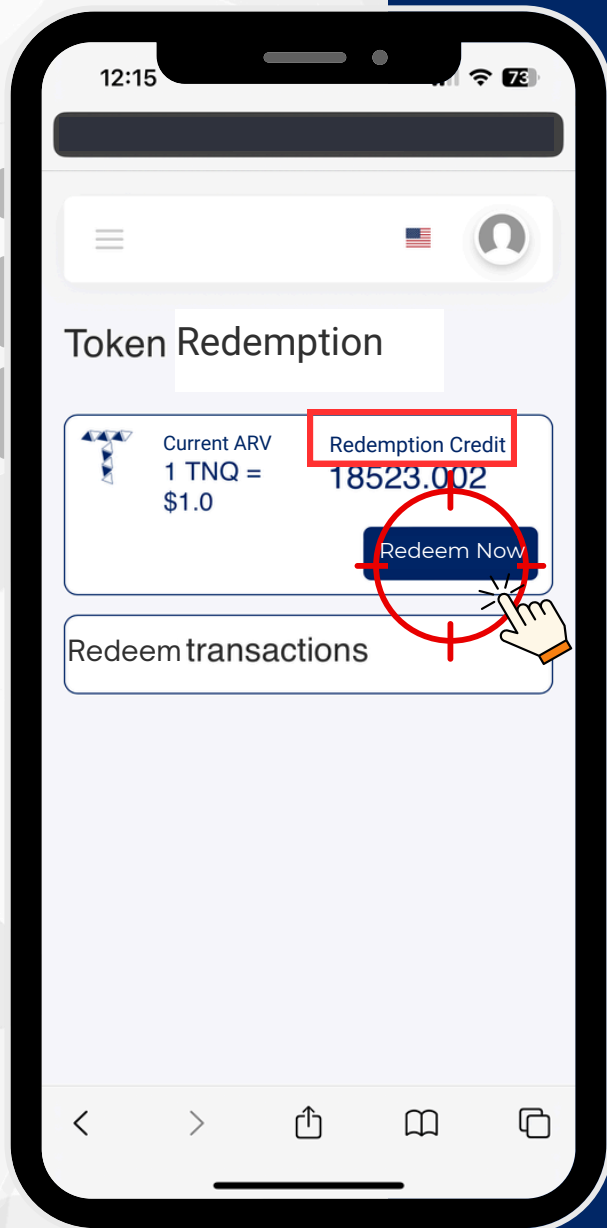 12:15
73
Token Redemption
Current ARV
1 TNQ =
$1.0
Redemption Credit
18523.002
Redeem Now
Redeem transactions